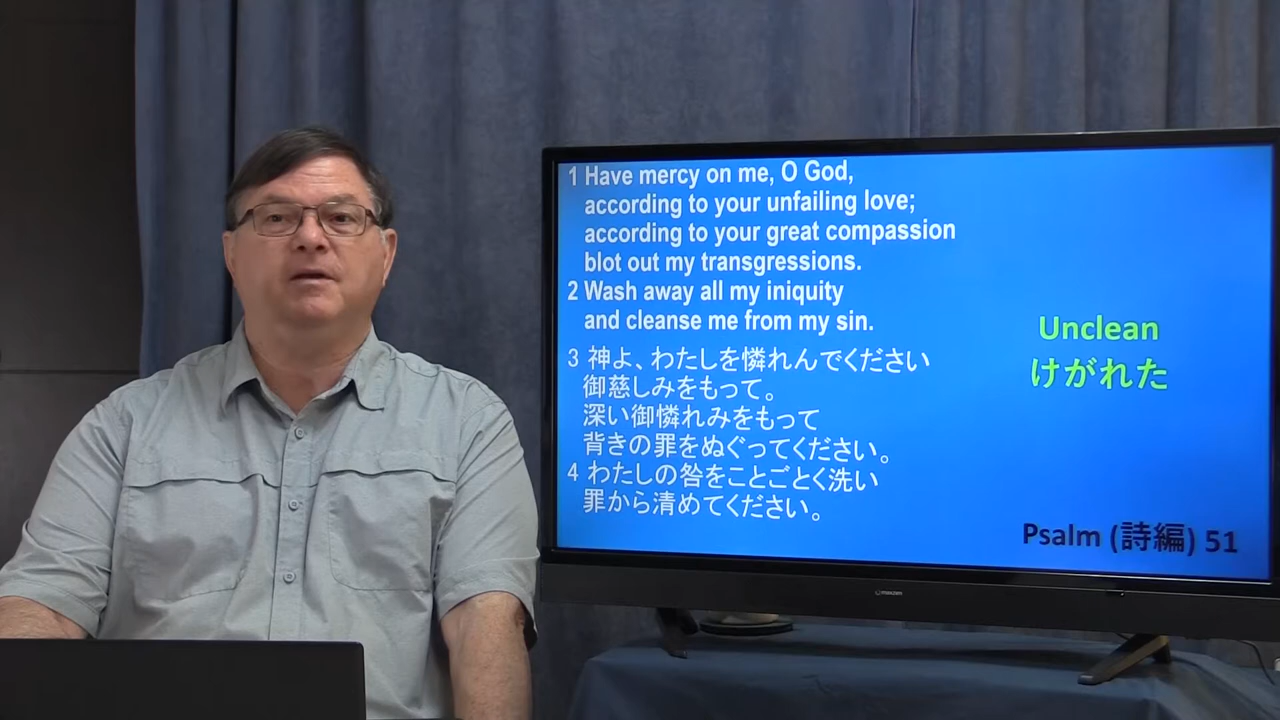 1 Have mercy on me, O God,
according to your unfailing love;
according to your great compassion
blot out my transgressions.
2 Wash away all my iniquity
and cleanse me from my sin.
3 神よ、わたしを憐れんでください
御慈しみをもって。
深い御憐れみをもって
背きの罪をぬぐってください。
4 わたしの咎をことごとく洗い
罪から清めてください。
Unclean
けがれた
Psalm (詩編) 51
maxzen